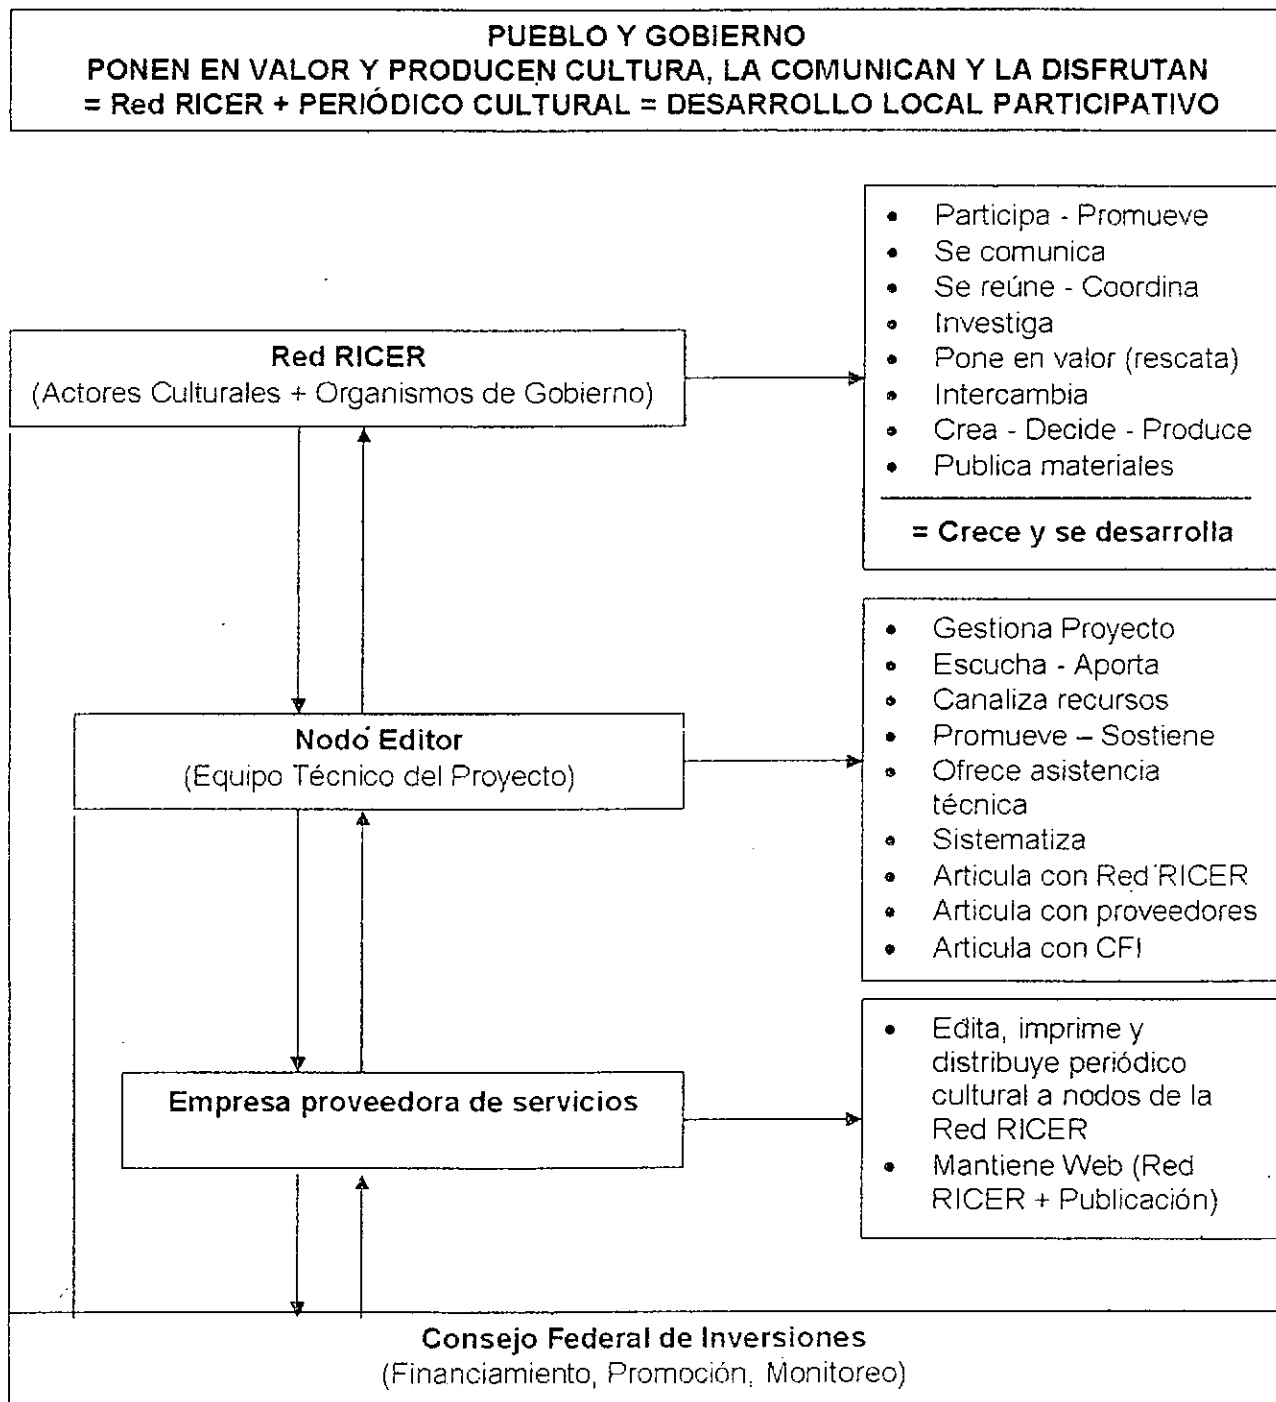 PUEBLO Y GOBIERNO
PONEN EN VALOR Y PRODUCEN CULTURA, LA COMUNICAN Y LA DISFRUTAN
= Red RICER + PERIÓDICO CULTURAL = DESARROLLO LOCAL PARTICIPATIVO
Red RICER
(Actores Culturales + Organismos de Gobierno)
• Participa - Promueve
• Se comunica
• Se reúne - Coordina
• Investiga
• Pone en valor (rescata)
• Intercambia
• Crea - Decide - Produce
• Publica materiales
= Crece y se desarrolla
Nodo Editor
(Equipo Técnico del Proyecto)
• Gestiona Proyecto
• Escucha - Aporta
• Canaliza recursos
• Promueve – Sostiene
• Ofrece asistencia
técnica
• Sistematiza
• Articula con Red RICER
• Articula con proveedores
• Articula con CFI
Empresa proveedora de servicios
• Edita, imprime y
distribuye periódico
cultural a nodos de la
Red RICER
• Mantiene Web (Red
RICER + Publicación)
Consejo Federal de Inversiones
(Financiamiento, Promoción, Monitoreo)